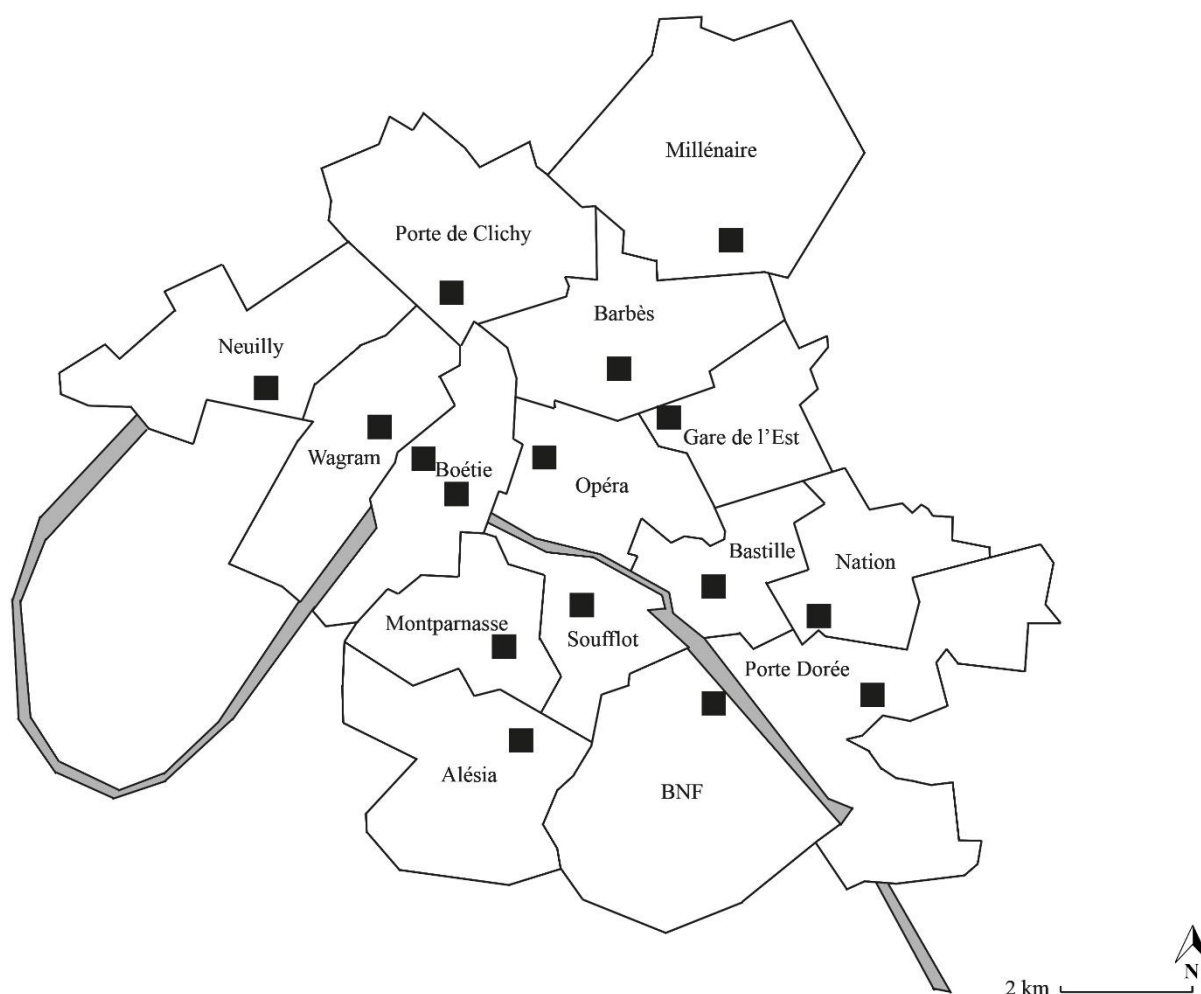 Millénaire
Porte de Clichy
Barbès
Neuilly
Gare de l’Est
Wagram
Boétie
Opéra
Bastille
Nation
Montparnasse
Soufflot
Porte Dorée
Alésia
BNF
N
2 km